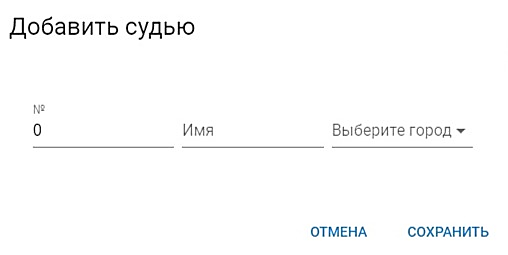 Добавить судью
№
0
Имя
Выберите город
ОТМЕНА
СОХРАНИТЬ